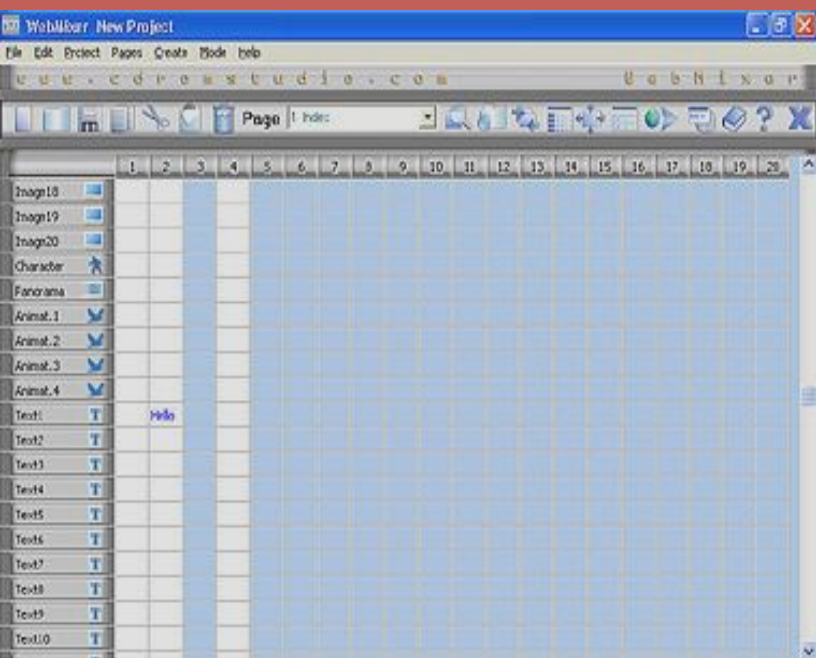 WebMixer New Project
File Edit Project Pages Create Mode Help
www.cdromstudio.com WebMixer
Page 1 Index
1 2 3 4 5 6 7 8 9 10 11 12 13 14 15 16 17 18 19 20
Image18
Image19
Image20
Character
Panorama
Animat.1
Animat.2
Animat.3
Animat.4
Text1 Hello
Text2
Text3
Text4
Text5
Text6
Text7
Text8
Text9
Text10